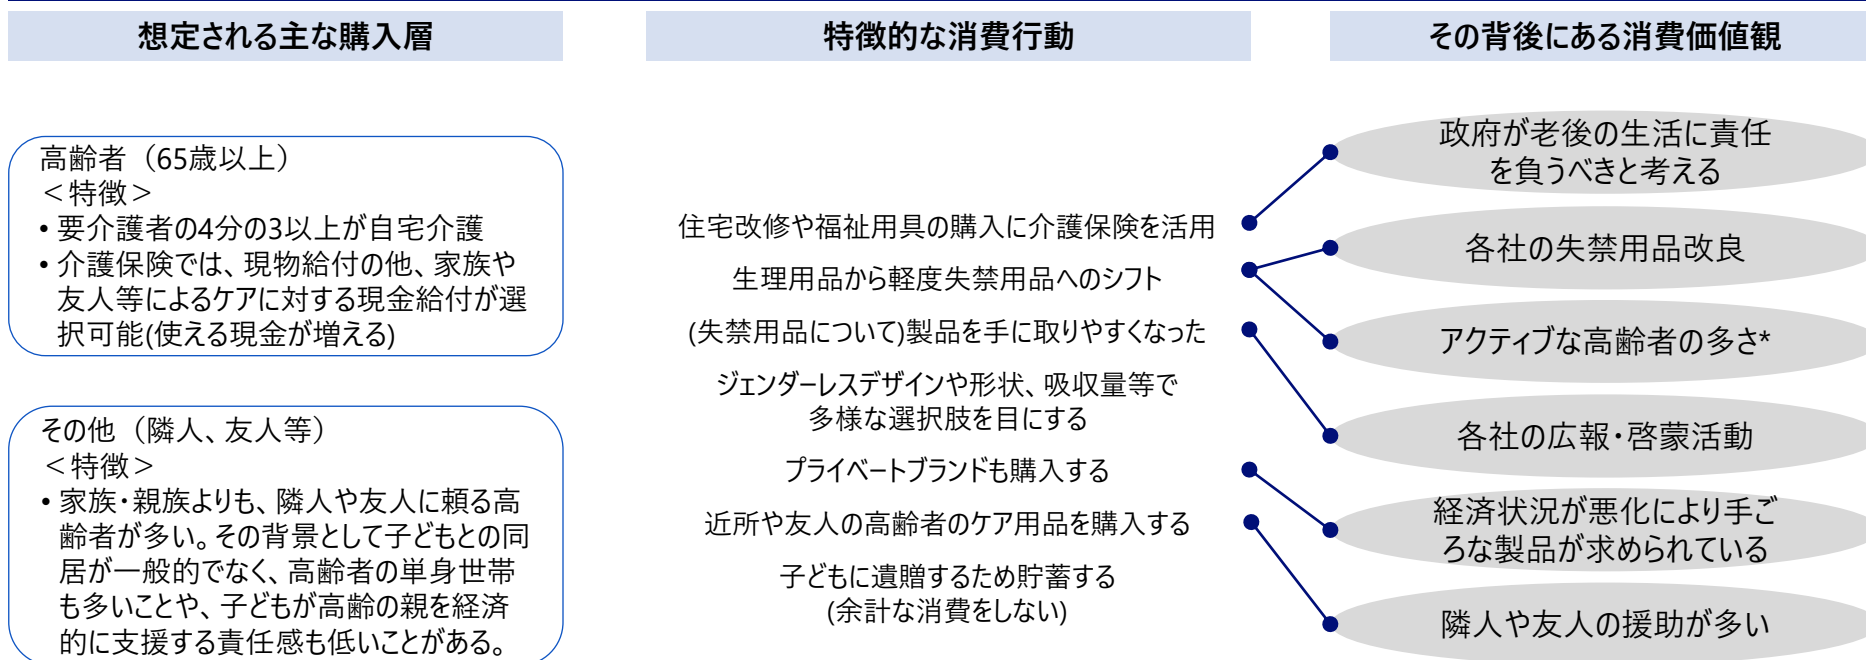 想定される主な購入層
特徴的な消費行動
その背後にある消費価値観
高齢者（65歳以上）
＜特徴＞
• 要介護者の4分の3以上が自宅介護
• 介護保険では、現物給付の他、家族や
友人等によるケアに対する現金給付が選
択可能(使える現金が増える)
その他（隣人、友人等）
＜特徴＞
• 家族・親族よりも、隣人や友人に頼る高
齢者が多い。その背景として子どもとの同
居が一般的でなく、高齢者の単身世帯
も多いことや、子どもが高齢の親を経済
的に支援する責任感も低いことがある。
住宅改修や福祉用具の購入に介護保険を活用
生理用品から軽度失禁用品へのシフト
(失禁用品について)製品を手に取りやすくなった
ジェンダーレスデザインや形状、吸収量等で
多様な選択肢を目にする
プライベートブランドも購入する
近所や友人の高齢者のケア用品を購入する
子どもに遺贈するため貯蓄する
(余計な消費をしない)
政府が老後の生活に責任
を負うべきと考える
各社の失禁用品改良
アクティブな高齢者の多さ*
各社の広報・啓蒙活動
経済状況が悪化により手ご
ろな製品が求められている
隣人や友人の援助が多い